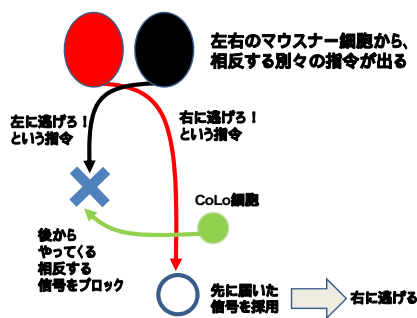 左右のマウスナー細胞から、
相反する別々の指令が出る
左に逃げろ！
という指令
右に逃げろ！
という指令
CoLo細胞
後から
やってくる
相反する
信号をブロック
先に届いた
信号を採用
右に逃げる